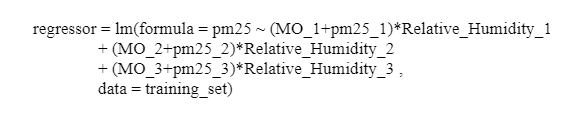 regressor = lm(formula = pm25 ~ (MO_1+pm25_1)*Relative_Humidity_1
+ (MO_2+pm25_2)*Relative_Humidity_2
+ (MO_3+pm25_3)*Relative_Humidity_3 ,
data = training_set)